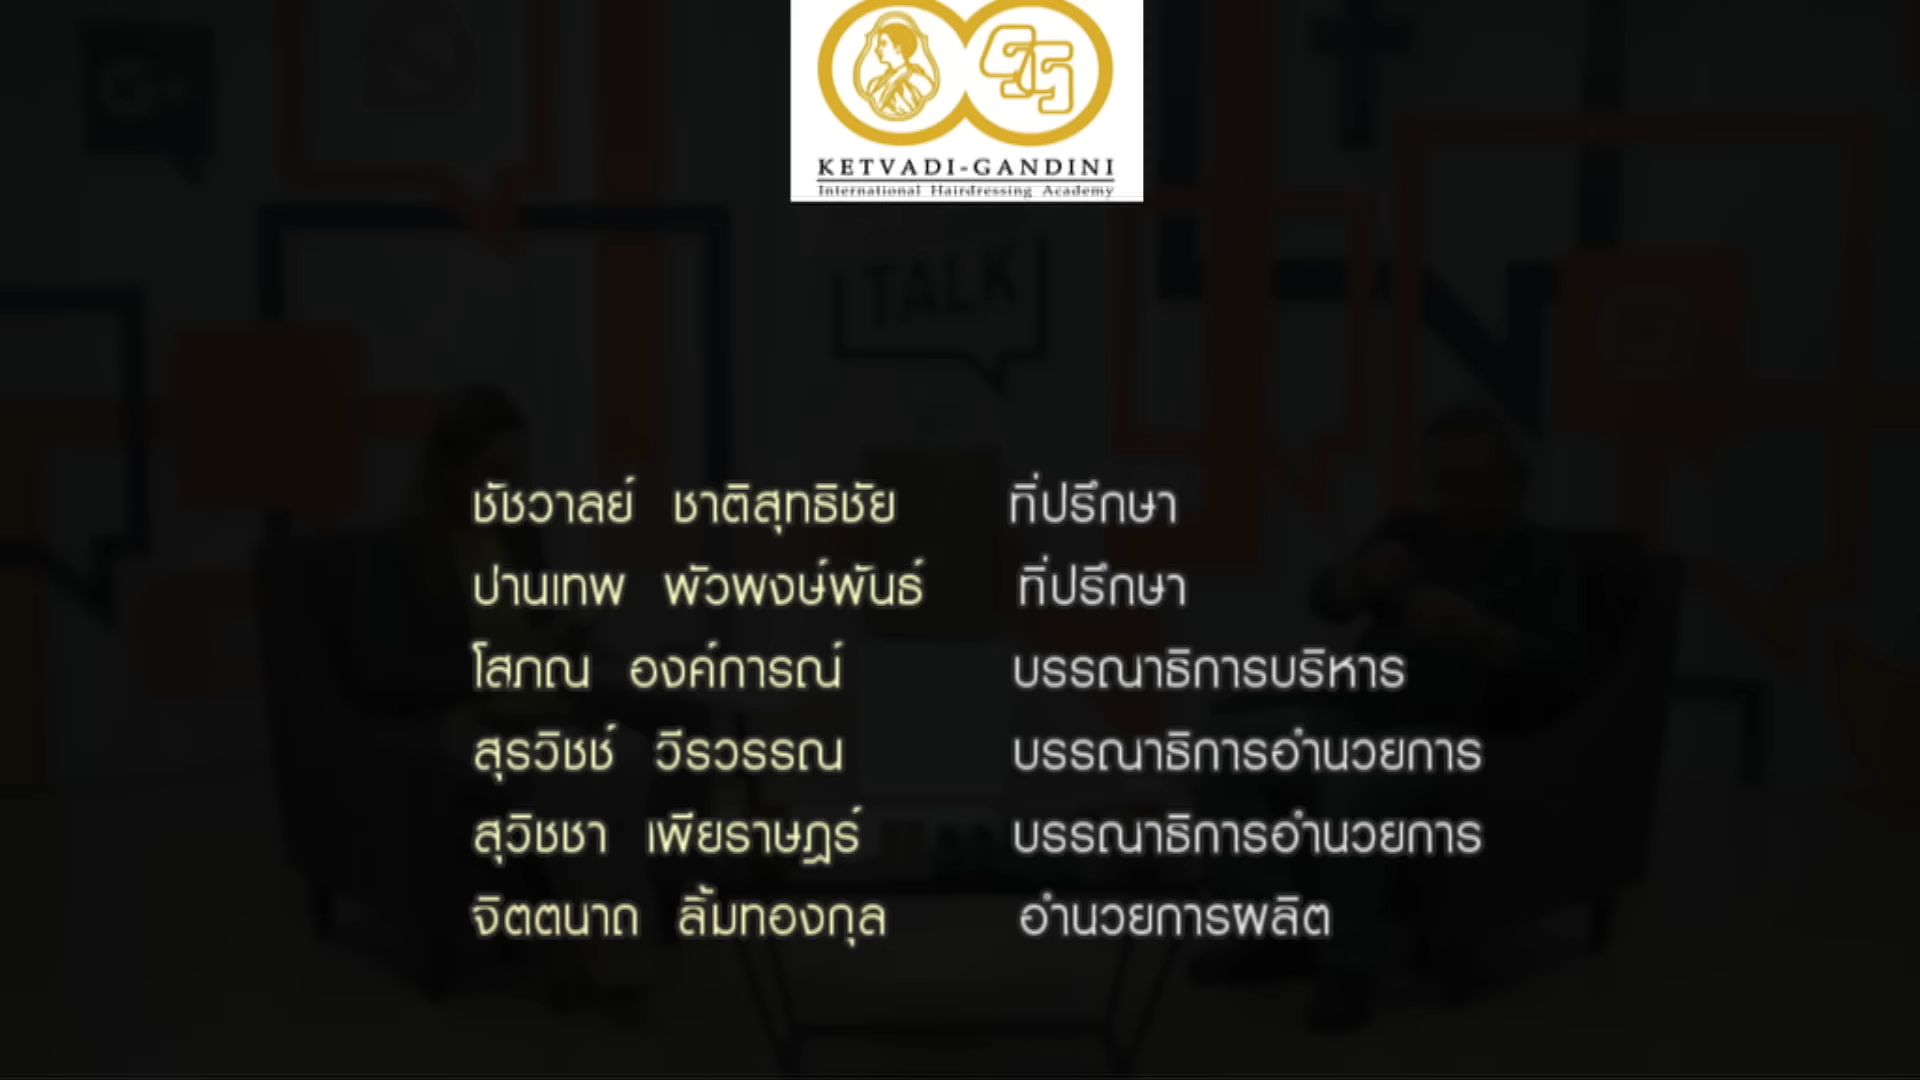 KETVADI-GANDINI
International Hairdressing Academy
TALK
ชัชวาลย์ ชาติสุทธิชัย ที่ปรึกษา
ปานเทพ พัวพงษ์พันธ์ ที่ปรึกษา
โสภณ องค์การณ์ บรรณาธิการบริหาร
สุรวิชช์ วีรวรรณ บรรณาธิการอำนวยการ
สุวิชชา เพียราษฎร์ บรรณาธิการอำนวยการ
จิตตนาถ ลิ้มทองกุล อำนวยการผลิต